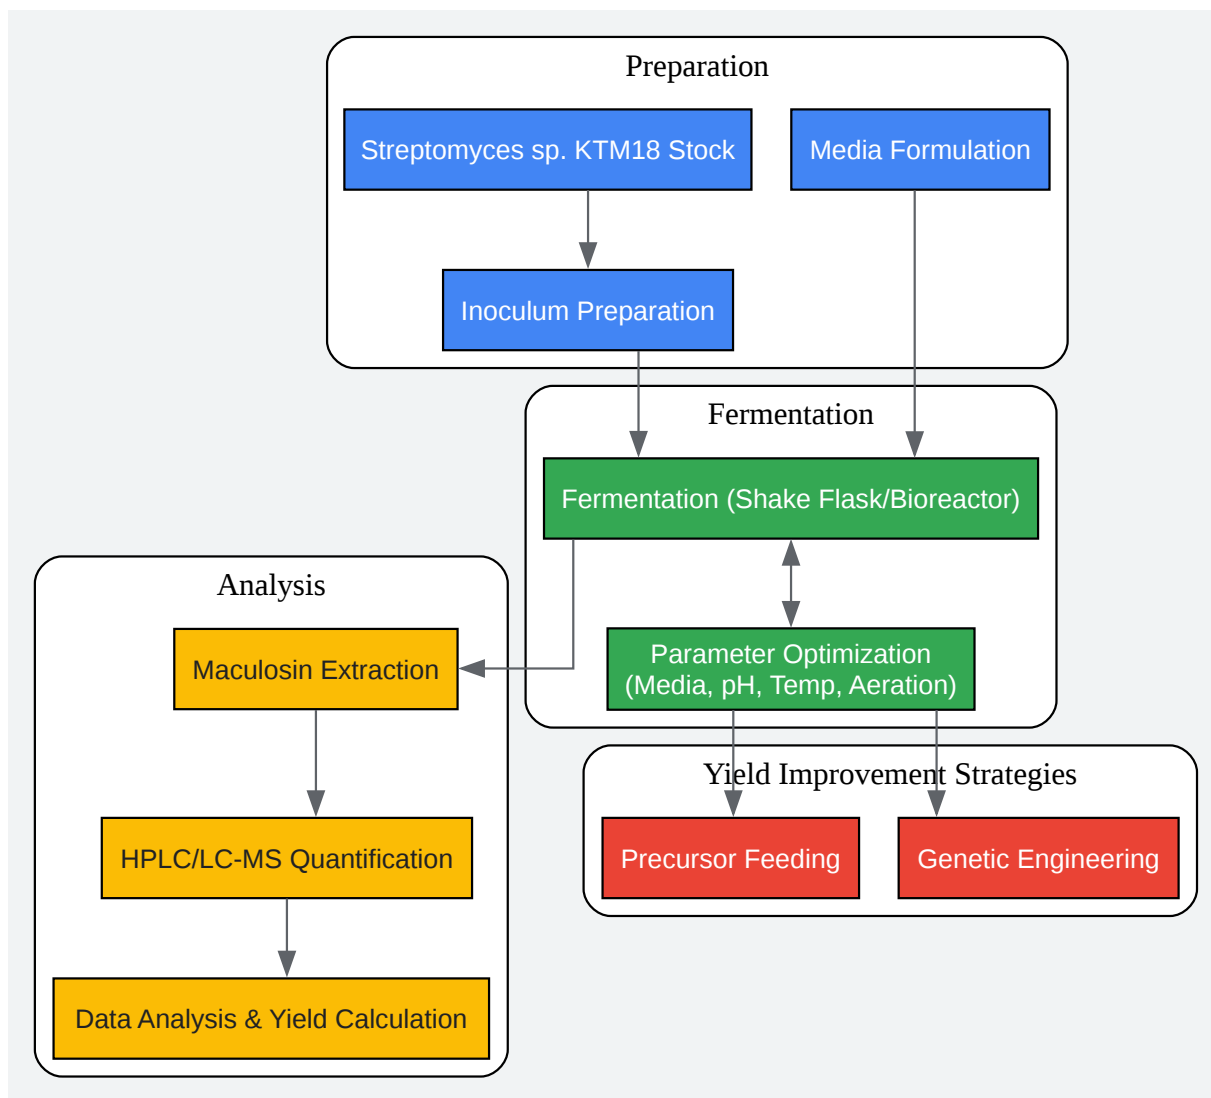 Preparation
Streptomyces sp. KTM18 Stock
Media Formulation
Inoculum Preparation
Fermentation
Fermentation (Shake Flask/Bioreactor)
Parameter Optimization
(Media, pH, Temp, Aeration)
Analysis
Maculosin Extraction
HPLC/LC-MS Quantification
Data Analysis & Yield Calculation
Yield Improvement Strategies
Precursor Feeding
Genetic Engineering